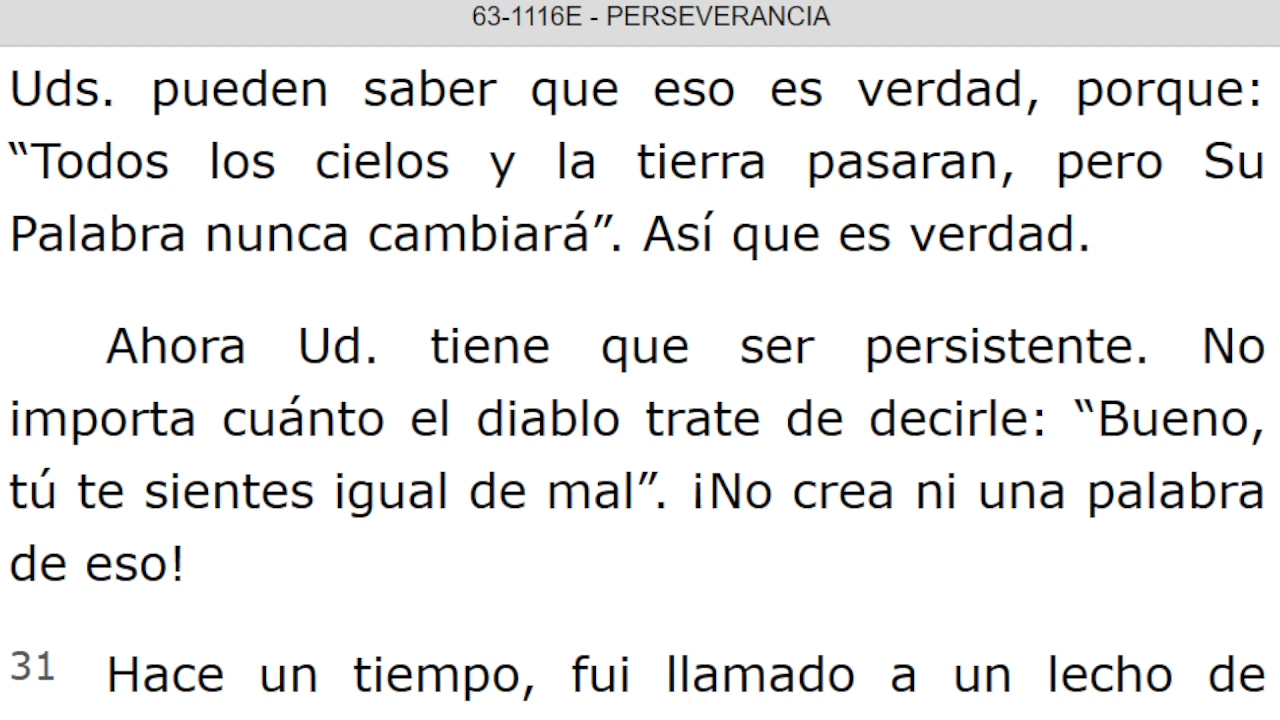 63-1116E - PERSEVERANCIA
Uds. pueden saber que eso es verdad, porque:
“Todos los cielos y la tierra pasaran, pero Su
Palabra nunca cambiará”. Así que es verdad.
Ahora Ud. tiene que ser persistente. No
importa cuánto el diablo trate de decirle: “Bueno,
tú te sientes igual de mal”. ¡No crea ni una palabra
de eso!
31 Hace un tiempo, fui llamado a un lecho de